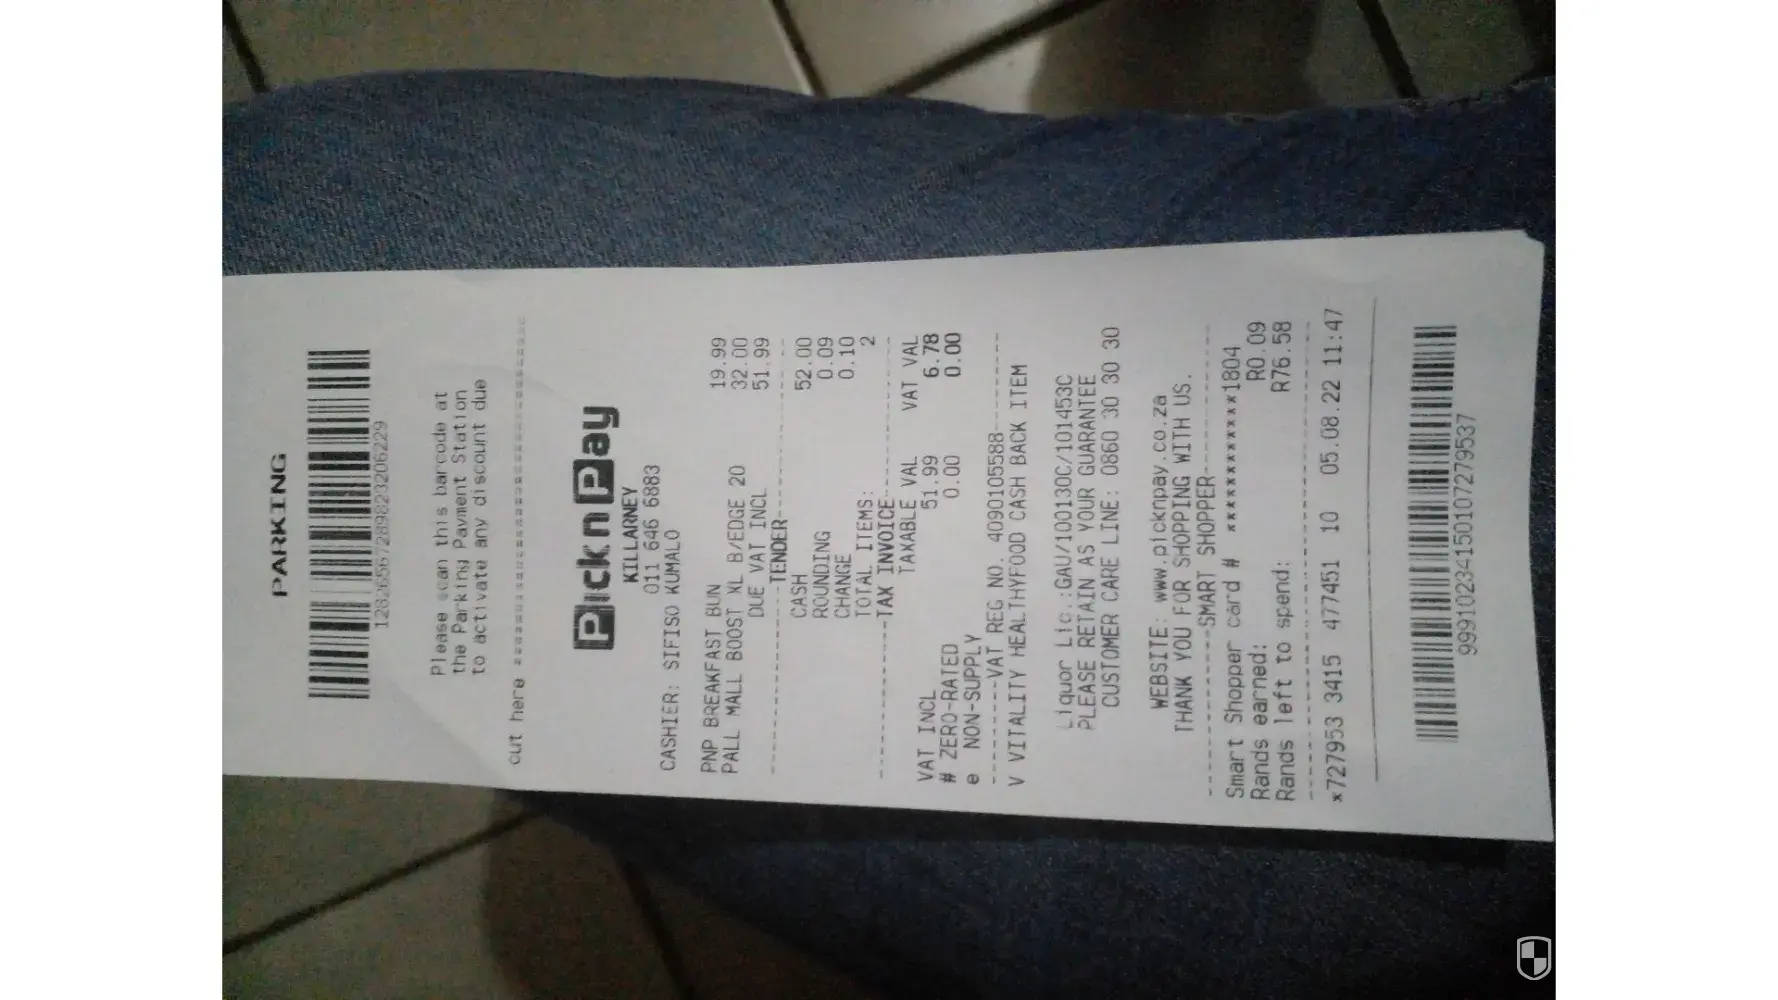 PARKING
128265672898232062​29
Please scan this barcode at
the Parking Payment Station
to activate any discount due
cut here
Pick n Pay
KILLARNEY
011 646 6883
CASHIER: SIFISO KUMALO
PNP BREAKFAST BUN 19.99
PALL MALL BOOST XL B/EDGE 20 32.00
DUE VAT INCL 51.99
TENDER
CASH 52.00
ROUNDING 0.09
CHANGE 0.10
TOTAL ITEMS: 2
TAX INVOICE
TAXABLE VAL VAT VAL
VAT INCL 51.99 6.78
# ZERO-RATED 0.00 0.00
e NON-SUPPLY
VAT REG NO. 4090105588
V VITALITY HEALTHYFOOD CASH BACK ITEM
Liquor Lic.:GAU/100130C/101453C
PLEASE RETAIN AS YOUR GUARANTEE
CUSTOMER CARE LINE: 0860 30 30 30
WEBSITE: www.picknpay.co.za
THANK YOU FOR SHOPPING WITH US.
SMART SHOPPER
Smart Shopper card # ************1804
Rands earned: R0.09
Rands left to spend: R76.58
*727953 3415 477451 10 05.08.22 11:47
9991022341501072795​37